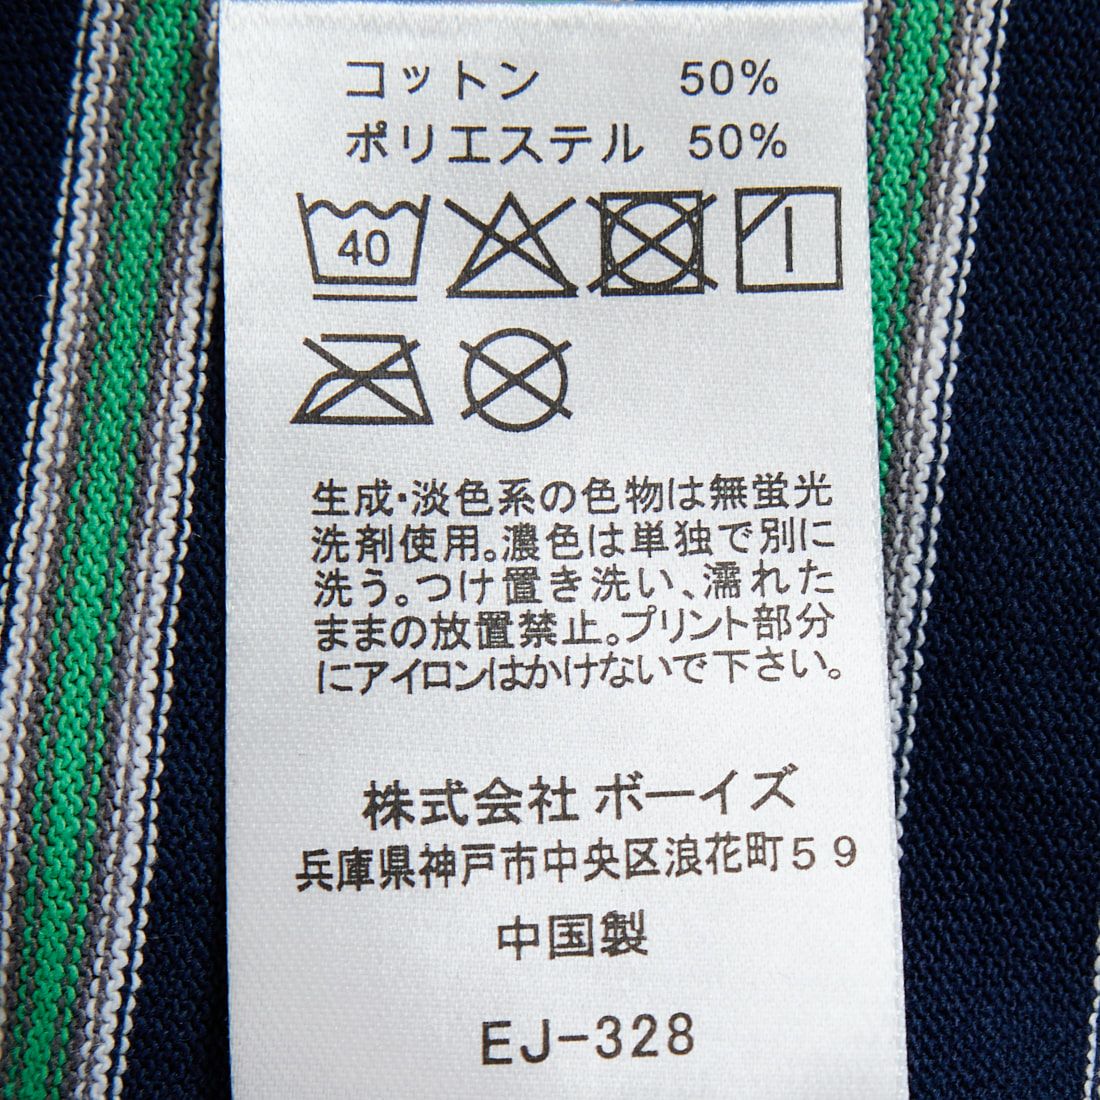 コットン 50%
ポリエステル 50%
40
生成・淡色系の色物は無蛍光
洗剤使用。濃色は単独で別に
洗う。つけ置き洗い、濡れた
ままの放置禁止。プリント部分
にアイロンはかけないで下さい。
株式会社 ボーイズ
兵庫県神戸市中央区浪花町59
中国製
EJ-328